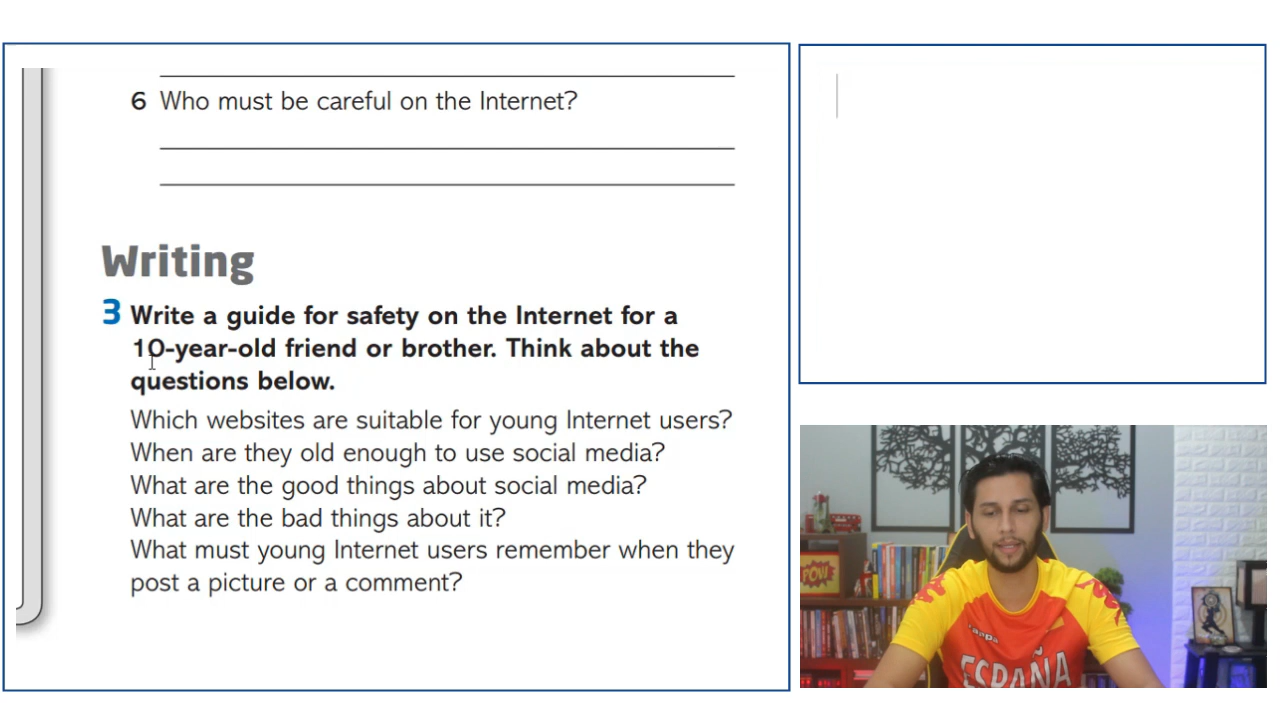 6 Who must be careful on the Internet?
Writing
3 Write a guide for safety on the Internet for a
10-year-old friend or brother. Think about the
questions below.
Which websites are suitable for young Internet users?
When are they old enough to use social media?
What are the good things about social media?
What are the bad things about it?
What must young Internet users remember when they
post a picture or a comment?
POW
Kappa
ESPAÑA